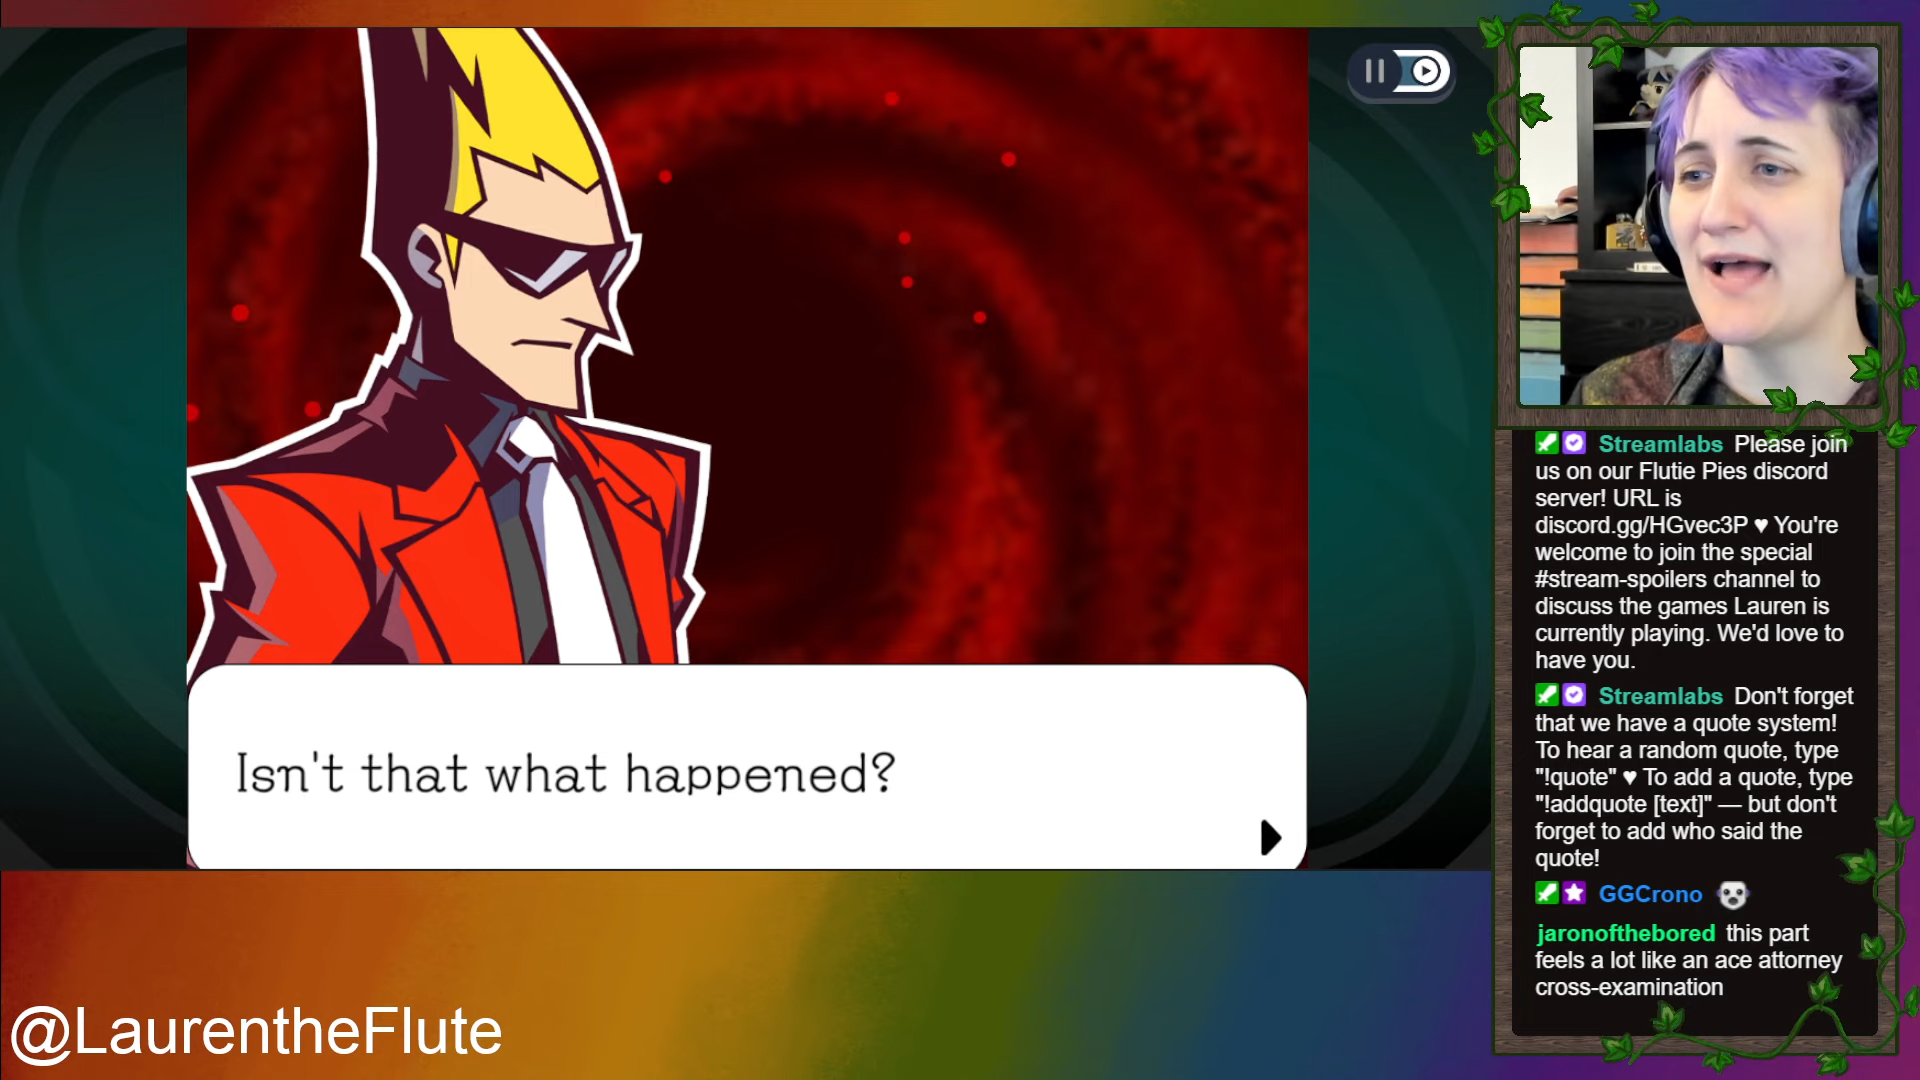 Isn't that what happened?
@LaurentheFlute
Streamlabs Please join
us on our Flutie Pies discord
server! URL is
discord.gg/HGvec3P ♥ You're
welcome to join the special
#stream-spoilers channel to
discuss the games Lauren is
currently playing. We'd love to
have you.
Streamlabs Don't forget
that we have a quote system!
To hear a random quote, type
"!quote" ♥ To add a quote, type
"!addquote [text]" — but don't
forget to add who said the
quote!
GGCrono
jaronofthebored this part
feels a lot like an ace attorney
cross-examination